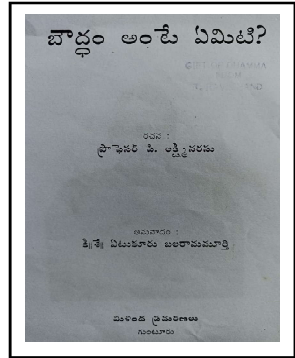 బౌద్ధం అంటే ఏమిటి?
రచన :
ప్రొఫెసర్ పి. లక్ష్మీనరసు
అనువాదం :
కీ॥శే॥ ఏటుకూరు బలరామమూర్తి
మిళింద ప్రచురణలు
గుంటూరు